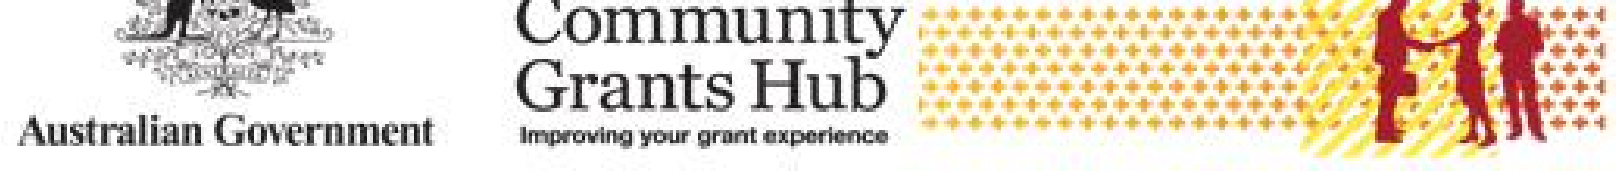 Australian Government
Community
Grants Hub
Improving your grant experience